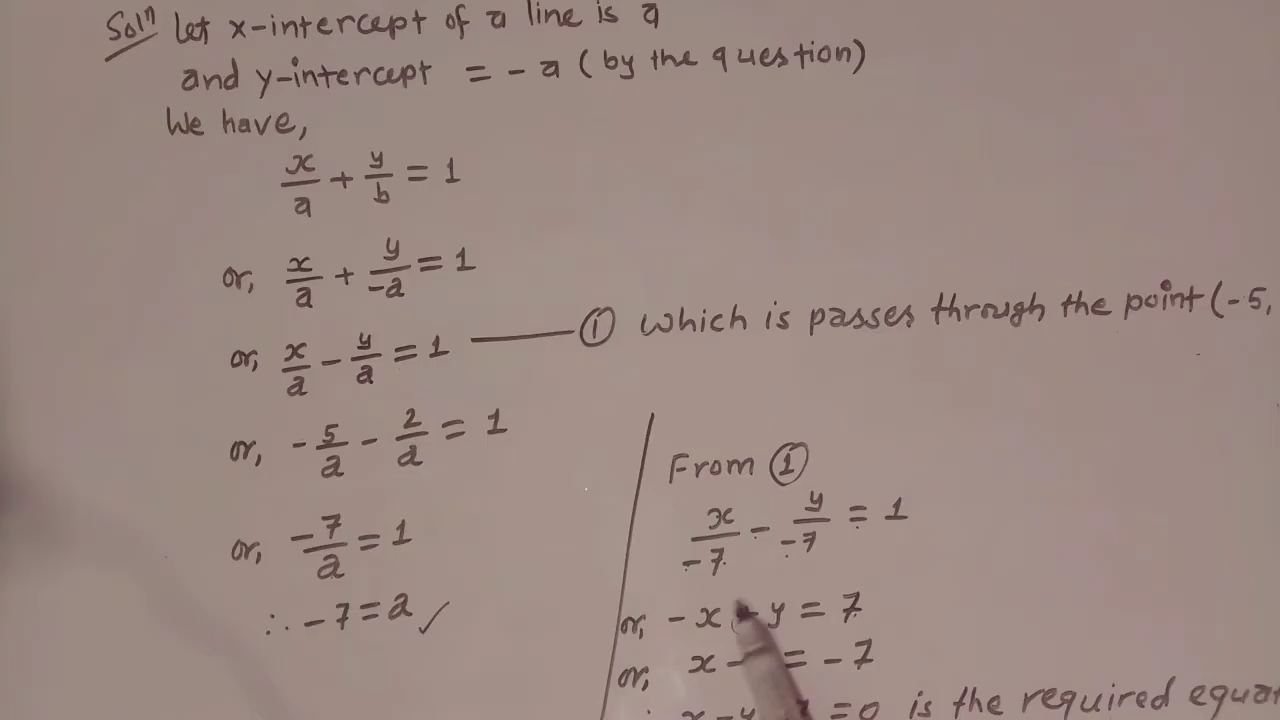 Solⁿ Let x-intercept of a line is a
and y-intercept = - a (by the question)
We have,
x/a + y/b = 1
or, x/a + y/-a = 1
or, x/a - y/a = 1 ——— ① which is passes through the point (-5,
or, -5/a - 2/a = 1
or, -7/a = 1
∴ -7 = a ✓
From ①
x/-7 - y/-7 = 1
or, -x + y = 7
or, x - = -7
x - y = 0 is the required